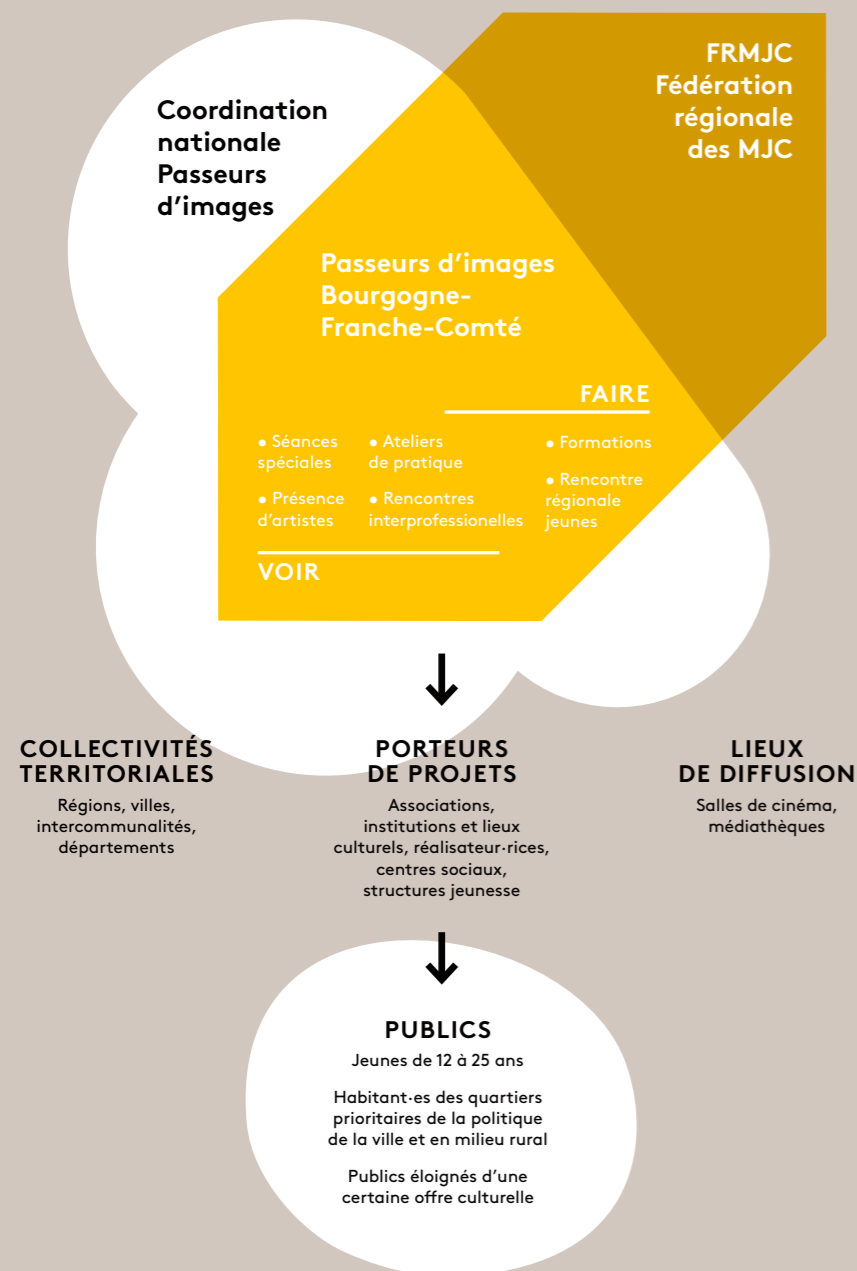 Coordination
nationale
Passeurs
d’images
FRMJC
Fédération
régionale
des MJC
Passeurs d’images
Bourgogne-
Franche-Comté
FAIRE
• Séances
spéciales
• Présence
d’artistes
• Ateliers
de pratique
• Rencontres
interprofessionelles
• Formations
• Rencontre
régionale
jeunes
VOIR
COLLECTIVITÉS
TERRITORIALES
Régions, villes,
intercommunalités,
départements
PORTEURS
DE PROJETS
Associations,
institutions et lieux
culturels, réalisateur·rices,
centres sociaux,
structures jeunesse
LIEUX
DE DIFFUSION
Salles de cinéma,
médiathèques
PUBLICS
Jeunes de 12 à 25 ans
Habitant·es des quartiers
prioritaires de la politique
de la ville et en milieu rural
Publics éloignés d’une
certaine offre culturelle